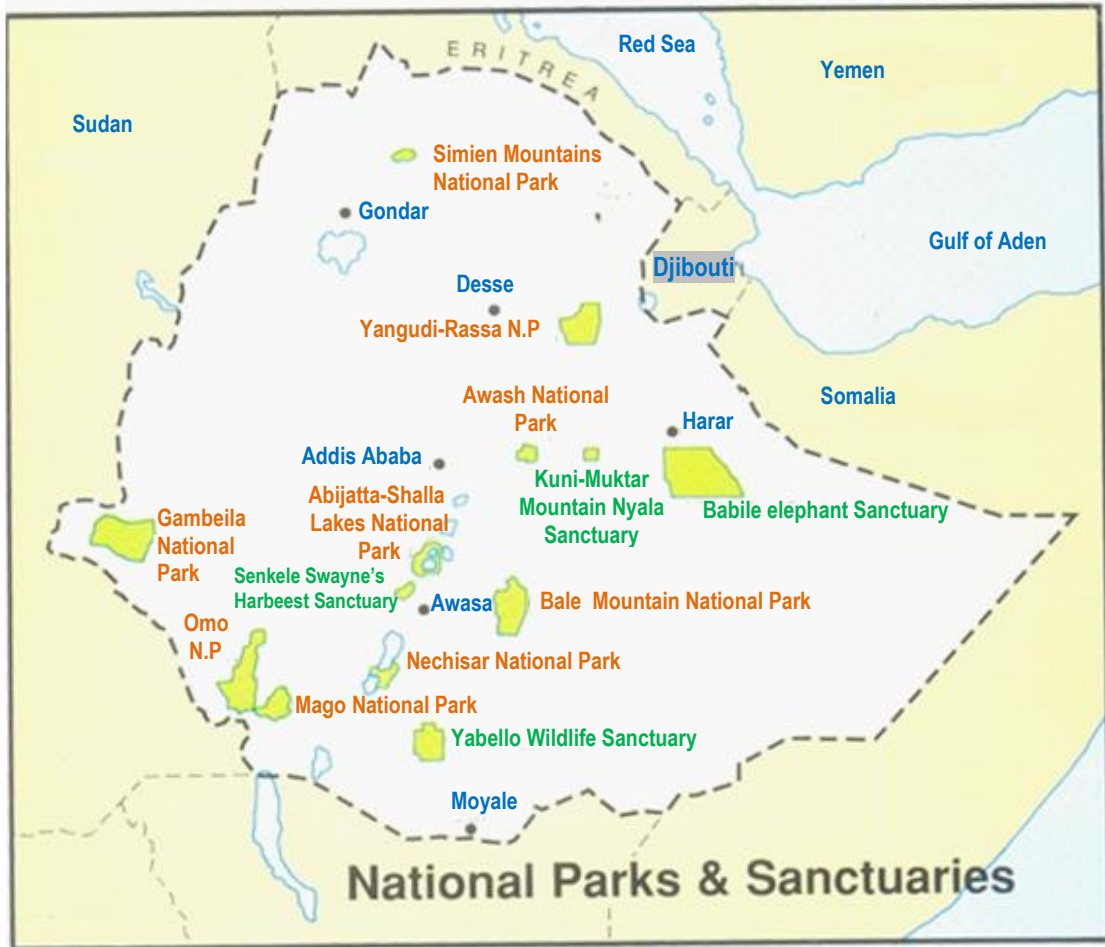 Red Sea
ERITREA
Yemen
Sudan
Simien Mountains
National Park
Gondar
Gulf of Aden
Djibouti
Desse
Yangudi-Rassa N.P
Awash National
Park
Somalia
Harar
Addis Ababa
Kuni-Muktar
Mountain Nyala
Sanctuary
Babile elephant Sanctuary
Abijatta-Shalla
Lakes National
Park
Gambeila
National
Park
Senkele Swayne's
Harbeest Sanctuary
Awasa
Bale Mountain National Park
Omo
N.P
Nechisar National Park
Mago National Park
Yabello Wildlife Sanctuary
Moyale
National Parks & Sanctuaries